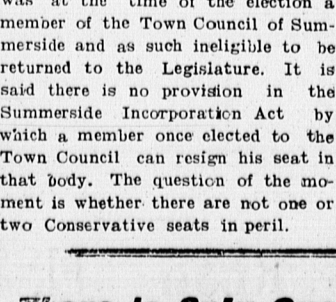 was at the time of the election a
member of the Town Council of Sum-
merside and as such ineligible to be
returned to the Legislature. It is
said there is no provision in the
Summerside Incorporation Act by
which a member once elected to the
Town Council can resign his seat in
that body. The question of the mo-
ment is whether there are not one or
two Conservative seats in peril.